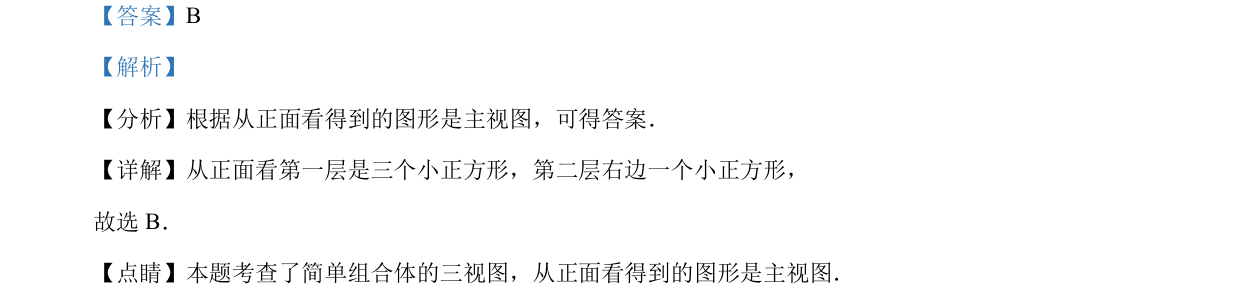 【答案】B
【解析】
【分析】根据从正面看得到的图形是主视图，可得答案．
【详解】从正面看第一层是三个小正方形，第二层右边一个小正方形，
故选 B．
【点睛】本题考查了简单组合体的三视图，从正面看得到的图形是主视图．